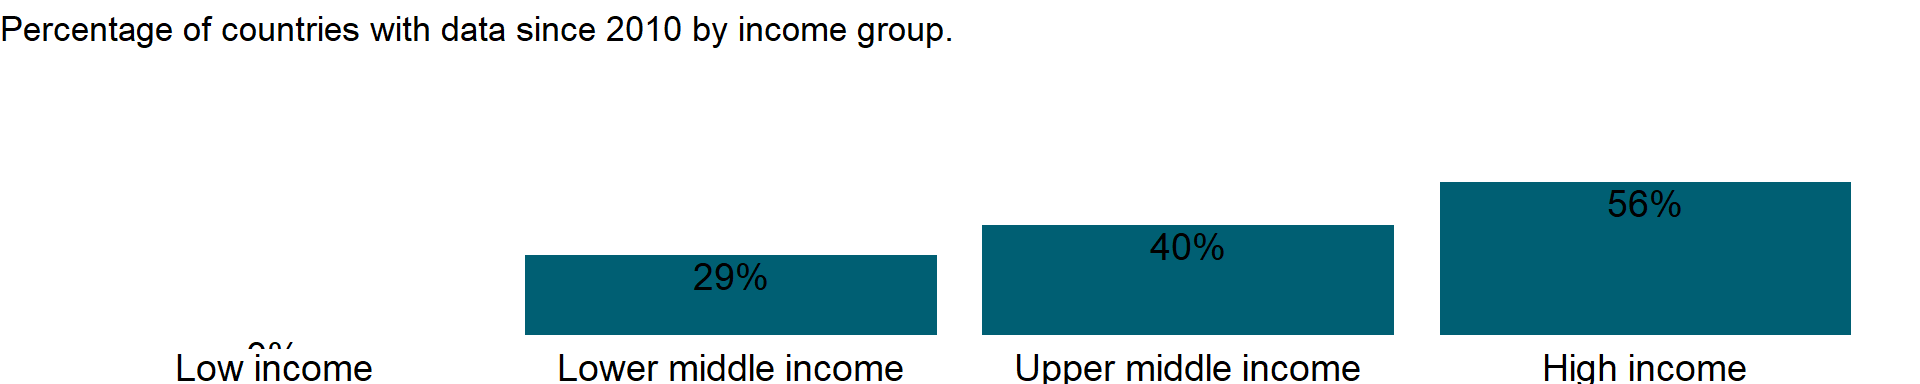 Percentage of countries with data since 2010 by income group.
56%
40%
29%
0%
Low income
Lower middle income
Upper middle income
High income